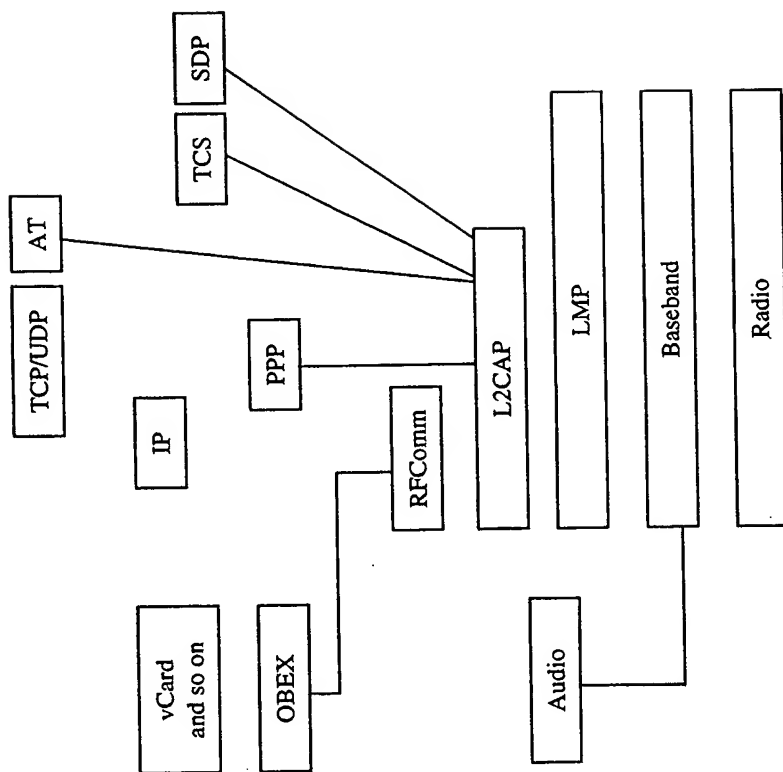 vCard
and so on
OBEX
Audio
TCP/UDP
AT
IP
PPP
RFComm
TCS
SDP
L2CAP
LMP
Baseband
Radio